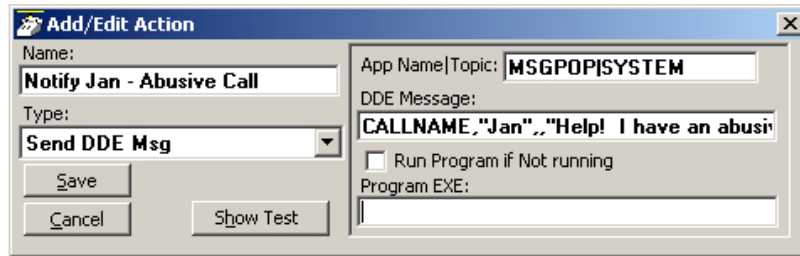 Add/Edit Action
Name:
Notify Jan - Abusive Call
Type:
Send DDE Msg
Save
Cancel
Show Test
App Name|Topic: MSGPOP|SYSTEM
DDE Message:
CALLNAME,"Jan",,"Help!  I have an
Run Program if Not running
Program EXE: